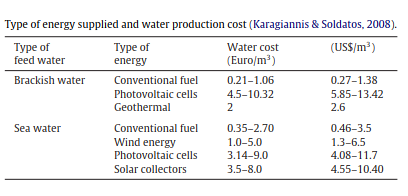 Type of energy supplied and water production cost (Karagiannis & Soldatos, 2008).
Type of Type of Water cost (US$/m³)
feed water energy (Euro/m³)
Brackish water Conventional fuel 0.21–1.06 0.27–1.38
Photovoltaic cells 4.5–10.32 5.85–13.42
Geothermal 2 2.6
Sea water Conventional fuel 0.35–2.70 0.46–3.5
Wind energy 1.0–5.0 1.3–6.5
Photovoltaic cells 3.14–9.0 4.08–11.7
Solar collectors 3.5–8.0 4.55–10.40